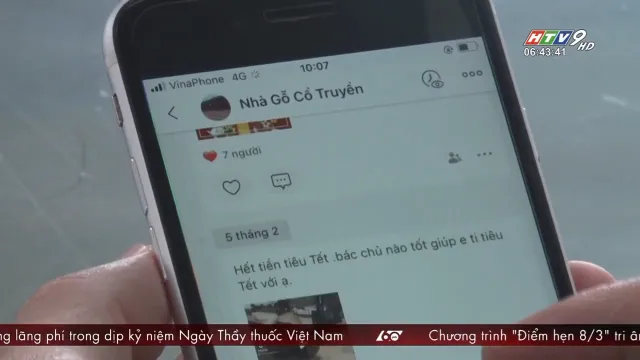 HTV9 HD
06:43:41
VinaPhone 4G 10:07
Nhà Gỗ Cổ Truyền
7 người
5 tháng 2
Hết tiền tiêu Tết .bác chủ nào tốt giúp e ti tiêu
Tết với ạ.
ng lãng phí trong dịp kỷ niệm Ngày Thầy thuốc Việt Nam Chương trình "Điểm hẹn 8/3" tri â